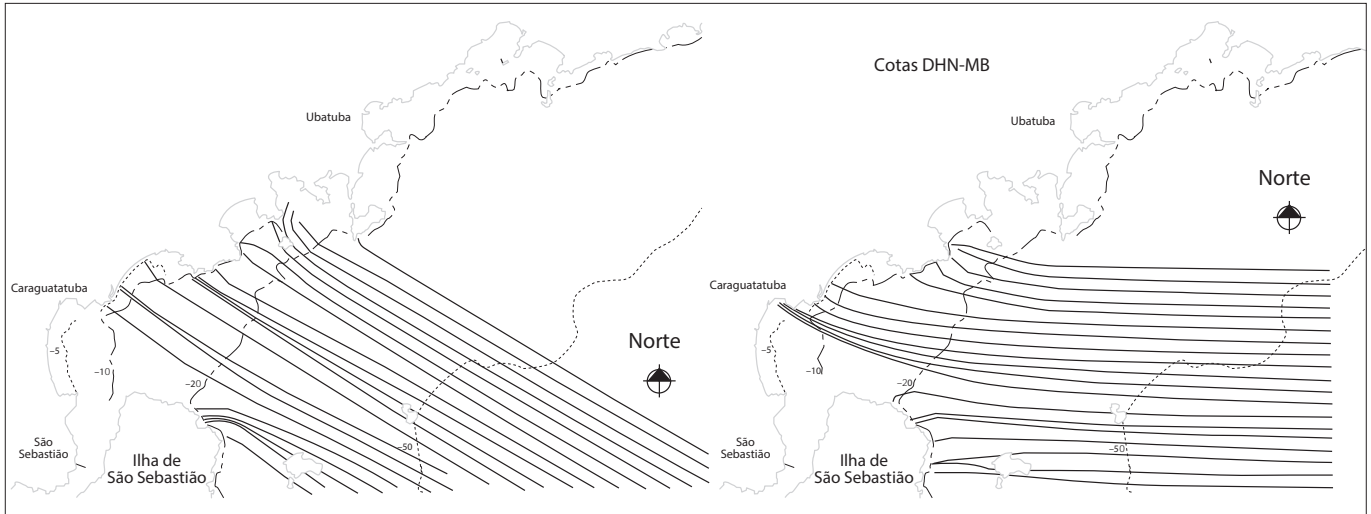 Ubatuba
Caraguatatuba
Norte
–5
–10
–20
–50
São
Sebastião
Ilha de
São Sebastião
Cotas DHN-MB
Ubatuba
Norte
Caraguatatuba
–5
–10
–20
–50
São
Sebastião
Ilha de
São Sebastião